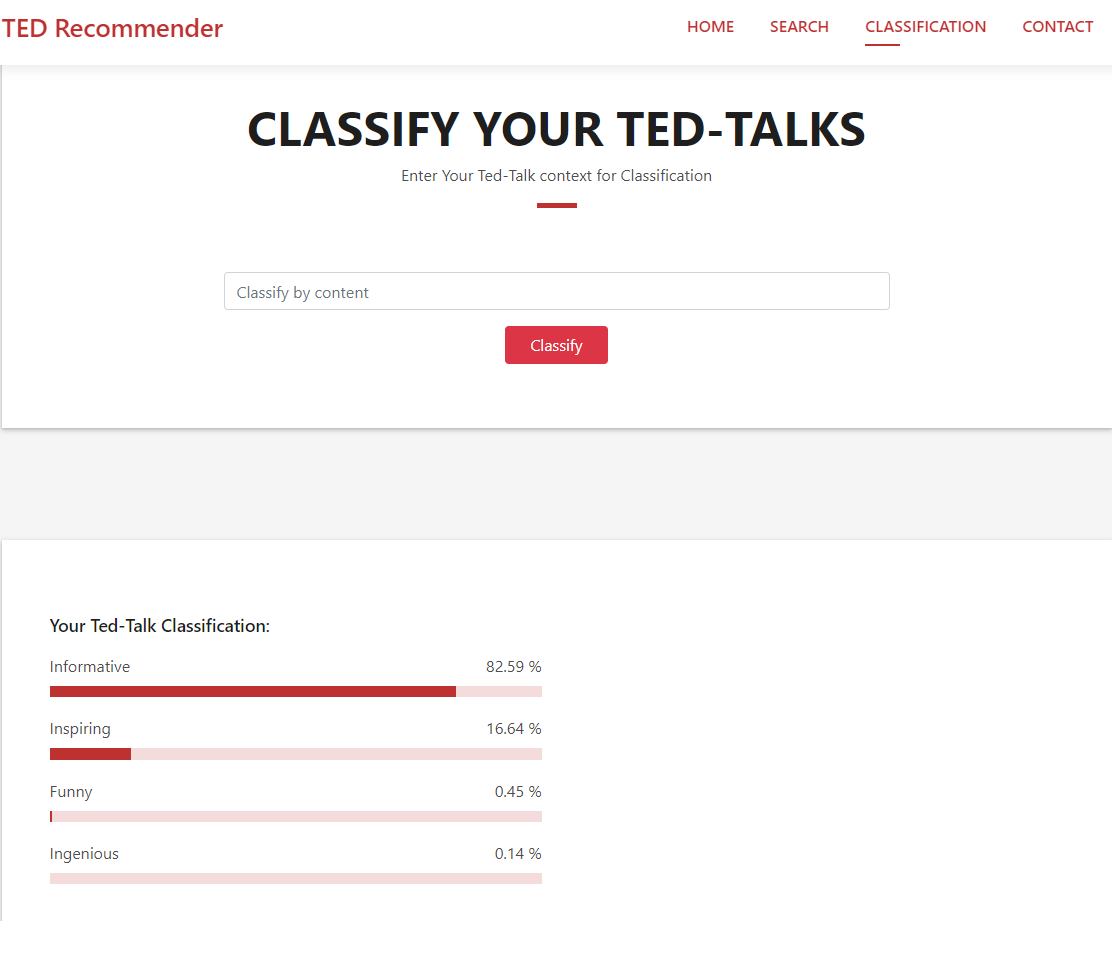 TED Recommender HOME SEARCH CLASSIFICATION CONTACT
CLASSIFY YOUR TED-TALKS
Enter Your Ted-Talk context for Classification
Classify by content
Classify
Your Ted-Talk Classification:
Informative 82.59 %
Inspiring 16.64 %
Funny 0.45 %
Ingenious 0.14 %